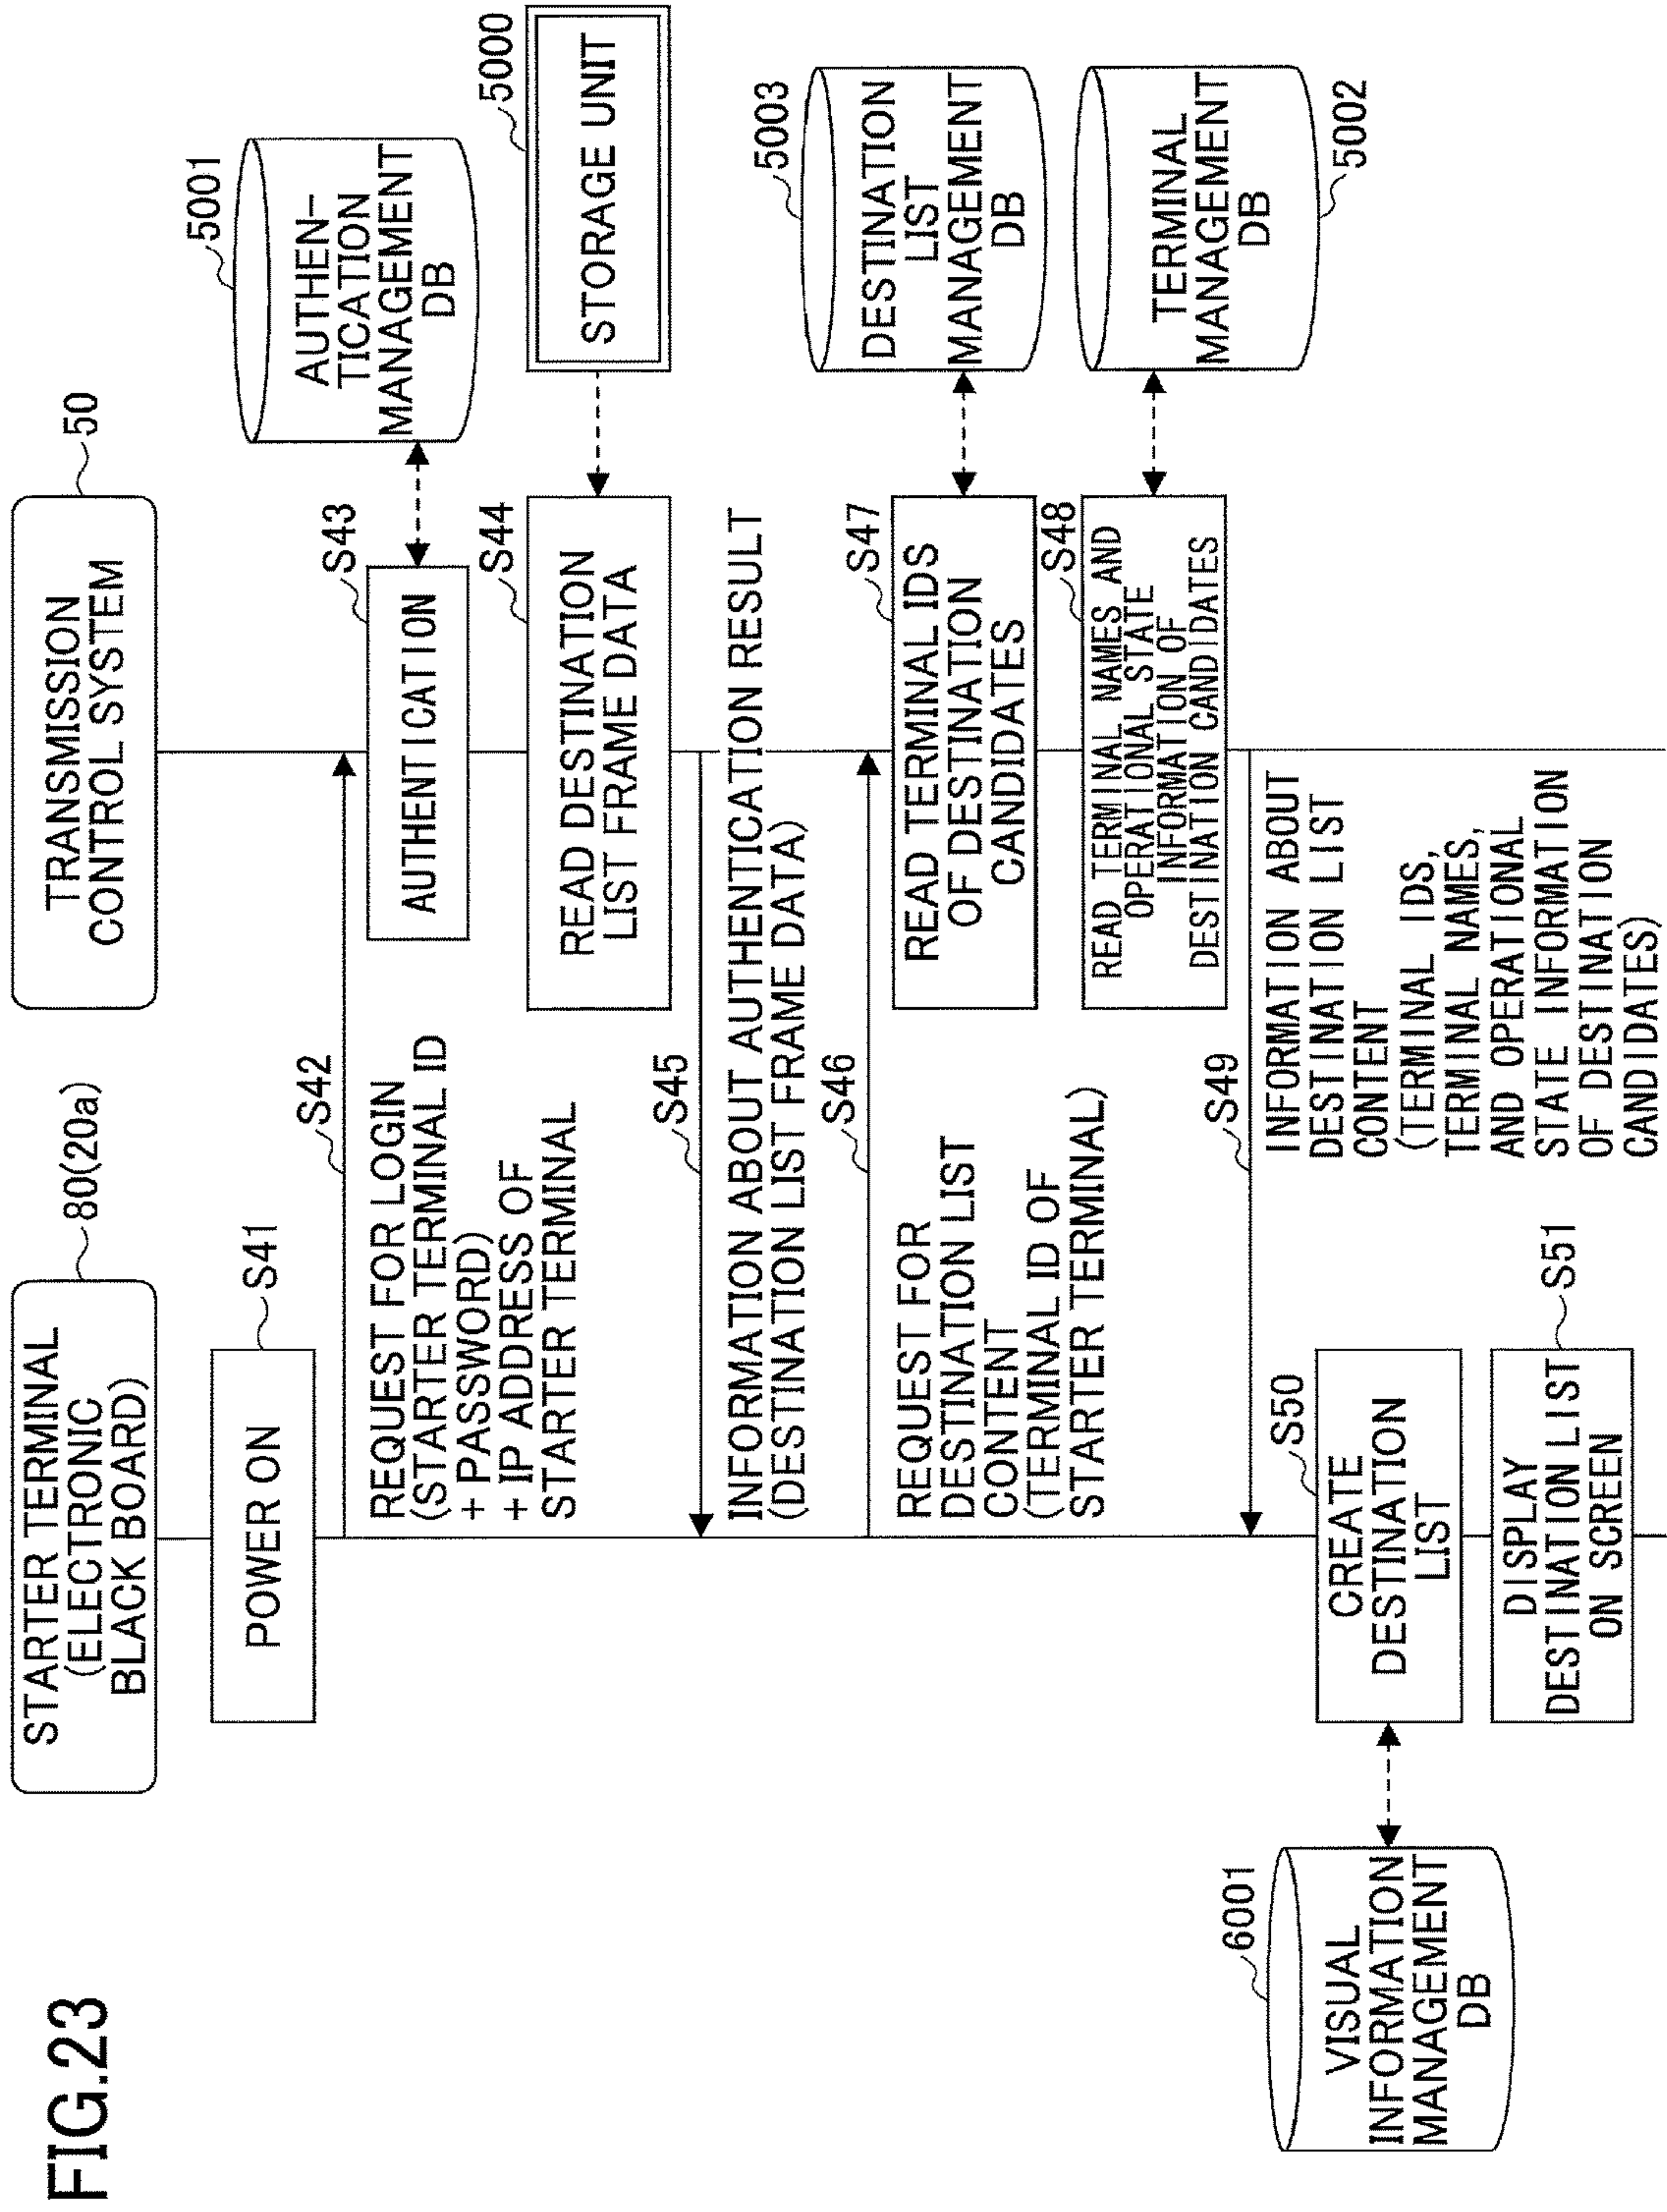 FIG.23
STARTER TERMINAL
(ELECTRONIC
BLACK BOARD)
80(20a)
TRANSMISSION
CONTROL SYSTEM
50
POWER ON
S41
S42
REQUEST FOR LOGIN
(STARTER TERMINAL ID
+ PASSWORD)
+ IP ADDRESS OF
STARTER TERMINAL
AUTHENTICATION
S43
5001
AUTHEN-
TICATION
MANAGEMENT
DB
READ DESTINATION
LIST FRAME DATA
S44
5000
STORAGE UNIT
S45
INFORMATION ABOUT AUTHENTICATION RESULT
(DESTINATION LIST FRAME DATA)
S46
REQUEST FOR
DESTINATION LIST
CONTENT
(TERMINAL ID OF
STARTER TERMINAL)
READ TERMINAL IDS
OF DESTINATION
CANDIDATES
S47
5003
DESTINATION
LIST
MANAGEMENT
DB
READ TERMINAL NAMES AND
OPERATIONAL STATE
INFORMATION OF
DESTINATION CANDIDATES
S48
TERMINAL
MANAGEMENT
DB
5002
S49
INFORMATION ABOUT
DESTINATION LIST
CONTENT
(TERMINAL IDS,
TERMINAL NAMES,
AND OPERATIONAL
STATE INFORMATION
OF DESTINATION
CANDIDATES)
6001
VISUAL
INFORMATION
MANAGEMENT
DB
CREATE
DESTINATION
LIST
S50
DISPLAY
DESTINATION LIST
ON SCREEN
S51